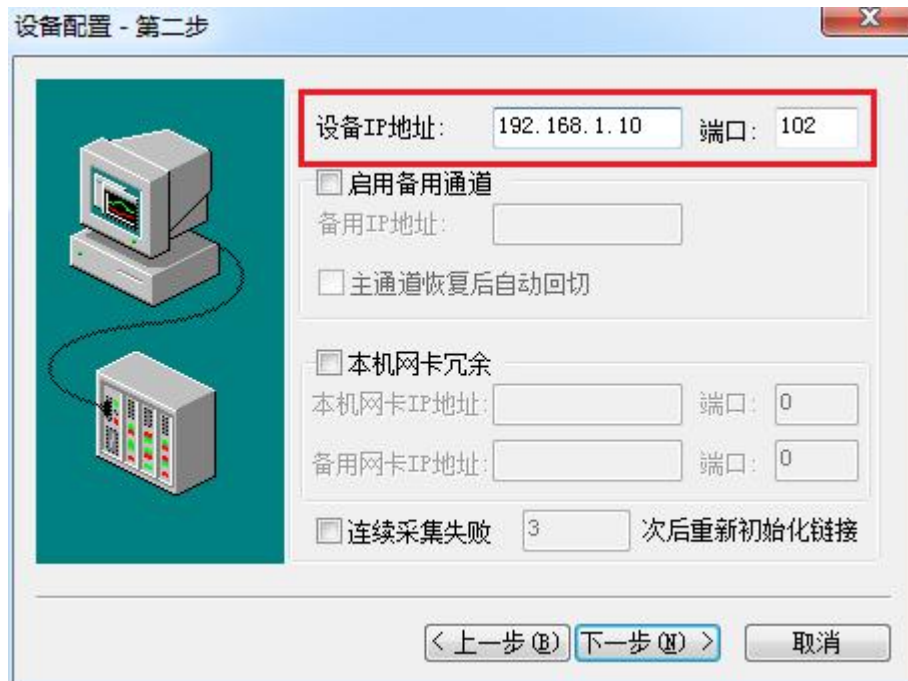 设备配置 - 第二步
设备IP地址: 192.168.1.10 端口: 102
启用备用通道
备用IP地址:
主通道恢复后自动回切
本机网卡冗余
本机网卡IP地址: 端口: 0
备用网卡IP地址: 端口: 0
连续采集失败 3 次后重新初始化链接
< 上一步(B) 下一步(N) > 取消